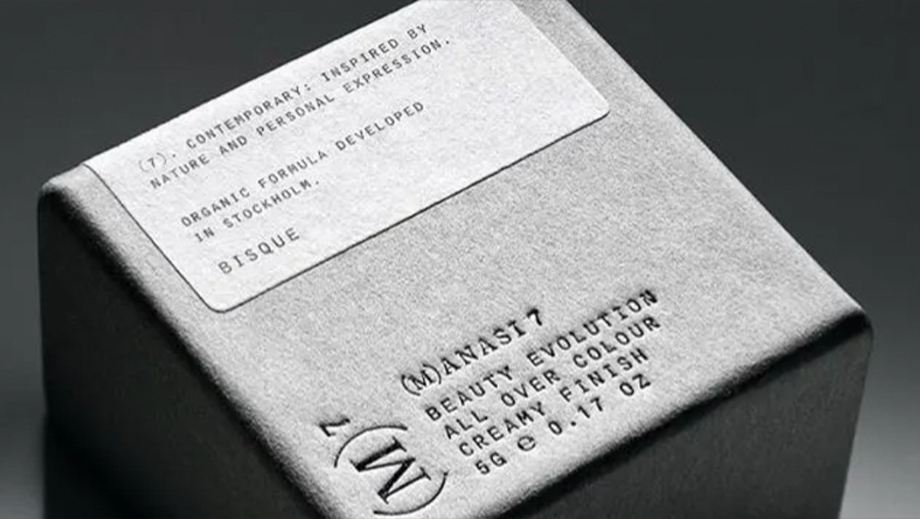 (7). CONTEMPORARY; INSPIRED BY
NATURE AND PERSONAL EXPRESSION.
ORGANIC FORMULA DEVELOPED
IN STOCKHOLM.
BISQUE
(M)ANASI 7
BEAUTY EVOLUTION
ALL OVER COLOUR
CREAMY FINISH
5G ℮ 0.17 OZ
7
(M)